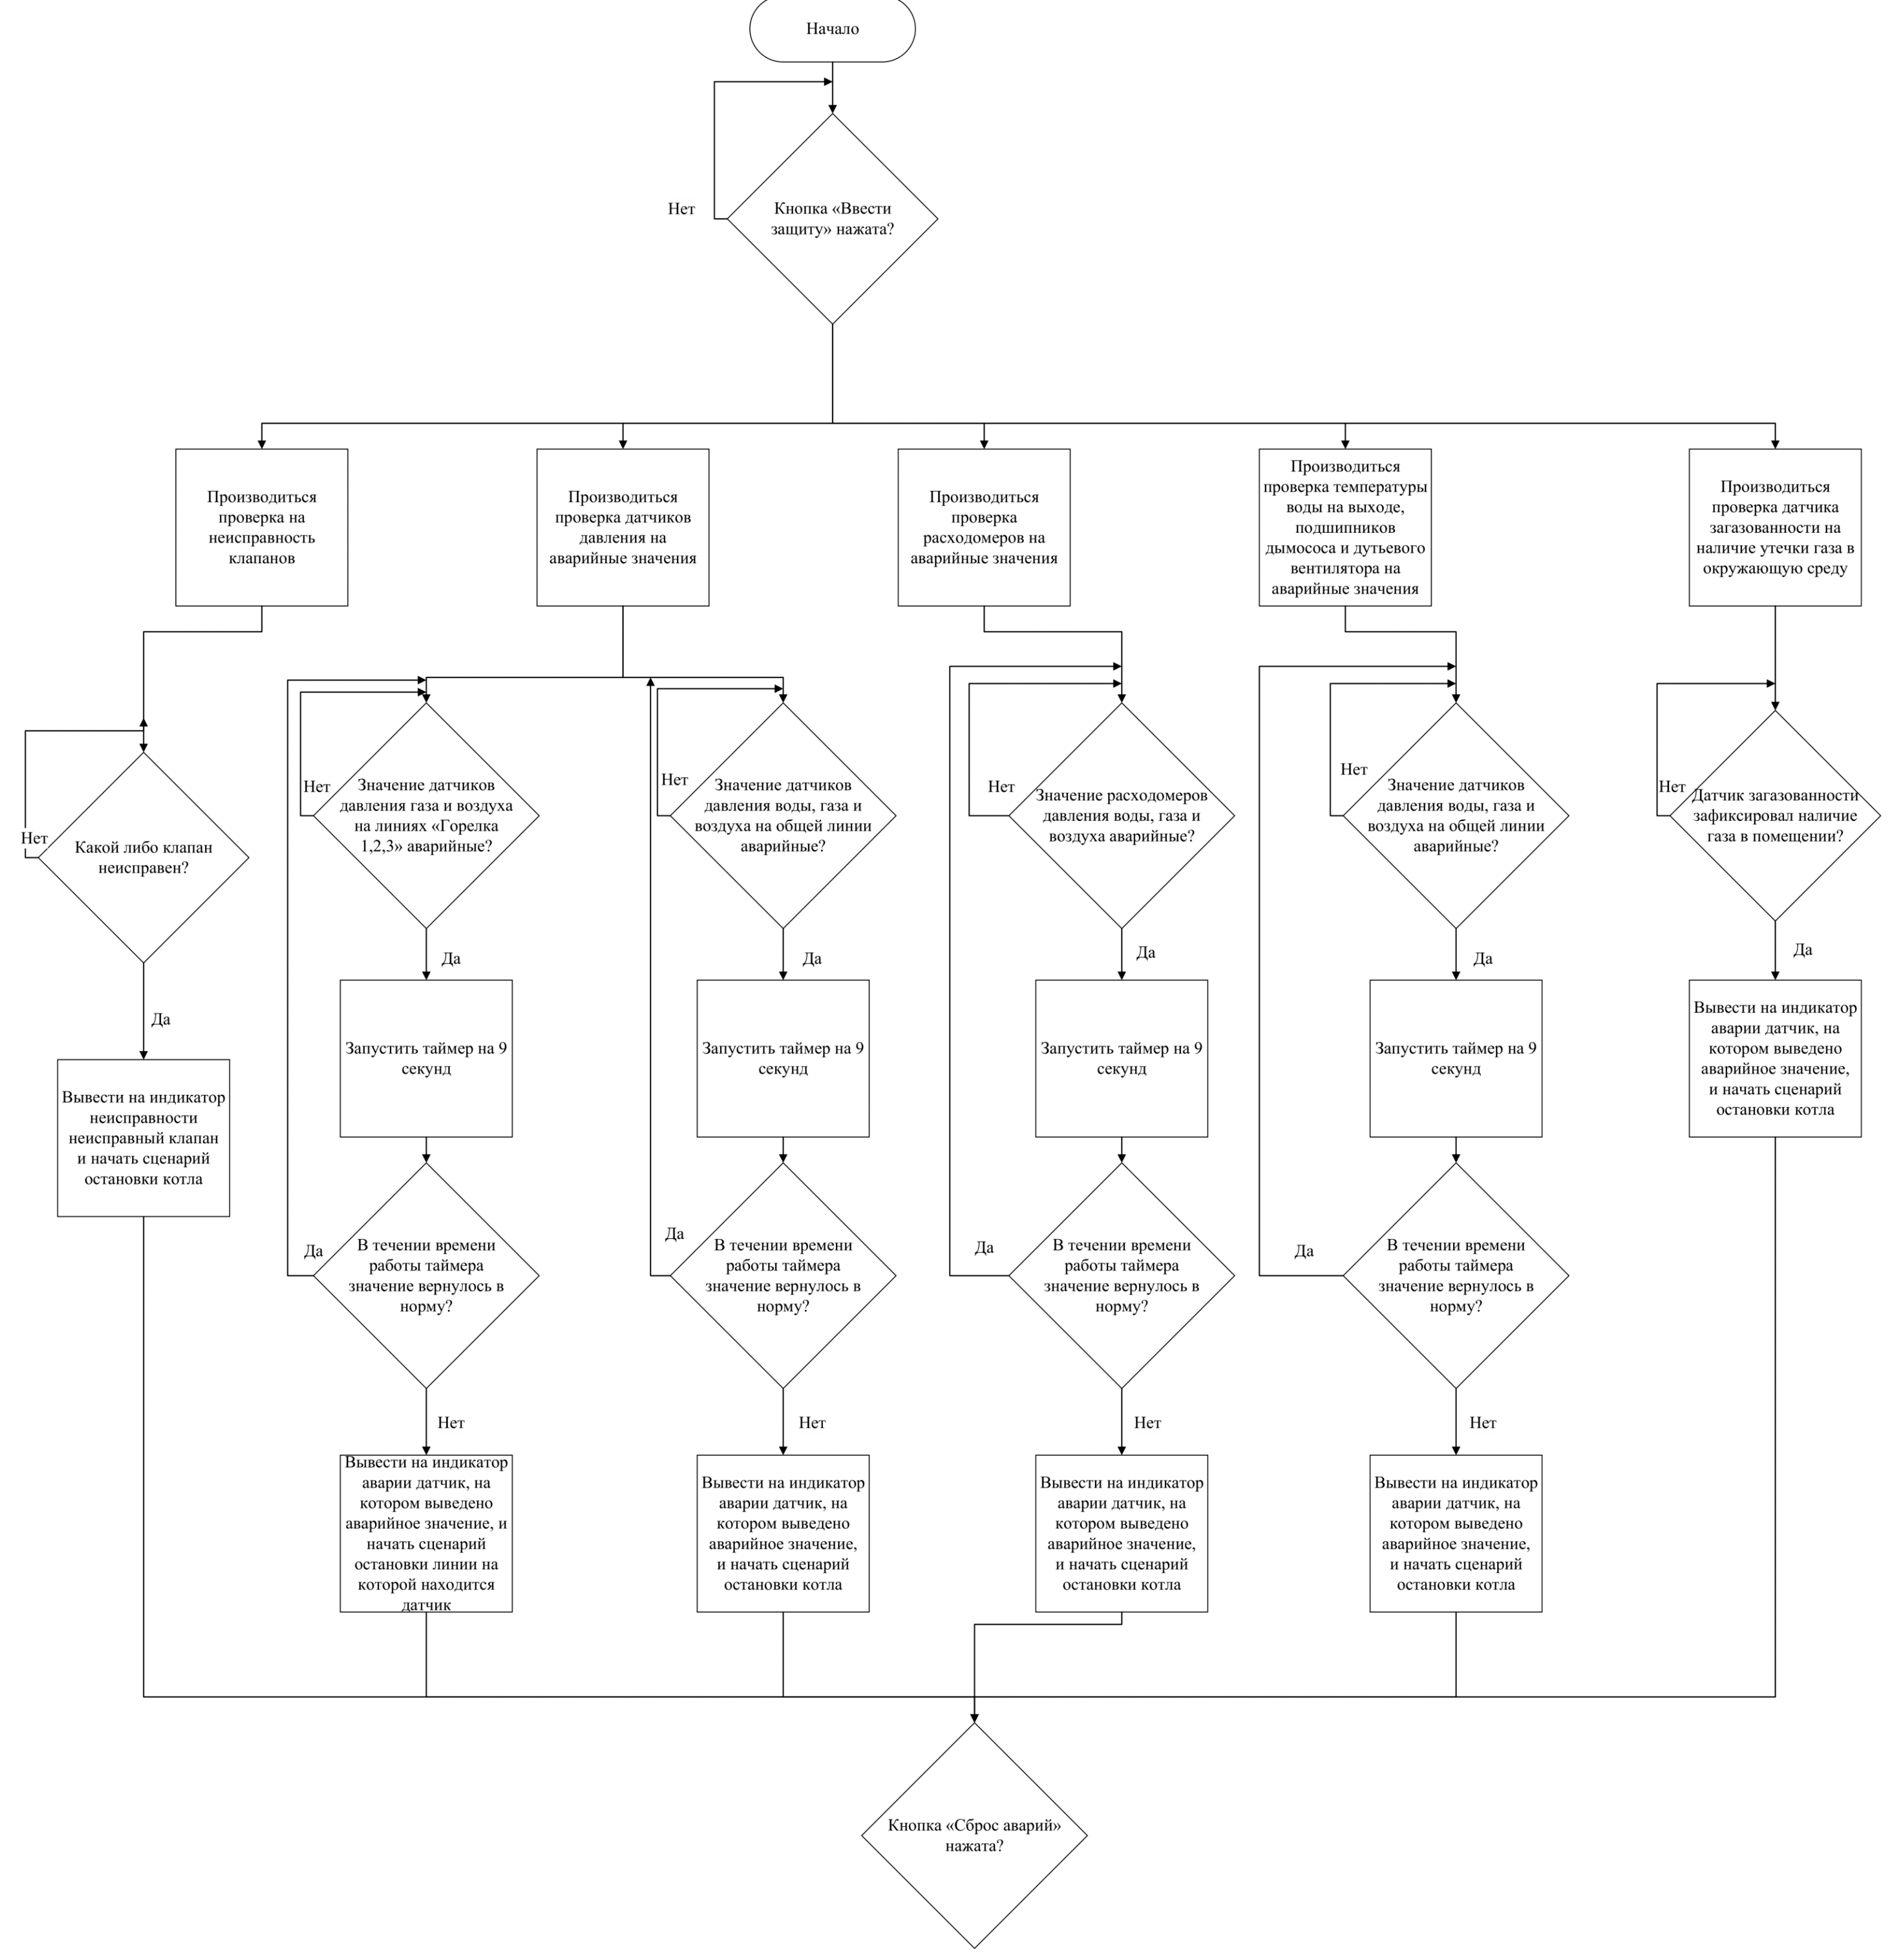 Начало
Нет
Кнопка «Ввести
защиту» нажата?
Производиться
проверка на
неисправность
клапанов
Производиться
проверка датчиков
давления на
аварийные значения
Производиться
проверка
расходомеров на
аварийные значения
Производиться
проверка температуры
воды на выходе,
подшипников
дымососа и дутьевого
вентилятора на
аварийные значения
Производиться
проверка датчика
загазованности на
наличие утечки газа в
окружающую среду
Нет
Какой либо клапан
неисправен?
Нет
Значение датчиков
давления газа и воздуха
на линиях «Горелка
1,2,3» аварийные?
Нет
Значение датчиков
давления воды, газа и
воздуха на общей линии
аварийные?
Нет
Значение расходомеров
давления воды, газа и
воздуха аварийные?
Нет
Значение датчиков
давления воды, газа и
воздуха на общей линии
аварийные?
Нет
Датчик загазованности
зафиксировал наличие
газа в помещении?
Да
Да
Да
Да
Да
Да
Вывести на индикатор
неисправности
неисправный клапан
и начать сценарий
остановки котла
Запустить таймер на 9
секунд
Запустить таймер на 9
секунд
Запустить таймер на 9
секунд
Запустить таймер на 9
секунд
Вывести на индикатор
аварии датчик, на
котором выведено
аварийное значение,
и начать сценарий
остановки котла
Да
В течении времени
работы таймера
значение вернулось в
норму?
Да
В течении времени
работы таймера
значение вернулось в
норму?
Да
В течении времени
работы таймера
значение вернулось в
норму?
Да
В течении времени
работы таймера
значение вернулось в
норму?
Нет
Нет
Нет
Нет
Вывести на индикатор
аварии датчик, на
котором выведено
аварийное значение, и
начать сценарий
остановки линии на
которой находится
датчик
Вывести на индикатор
аварии датчик, на
котором выведено
аварийное значение,
и начать сценарий
остановки котла
Вывести на индикатор
аварии датчик, на
котором выведено
аварийное значение,
и начать сценарий
остановки котла
Вывести на индикатор
аварии датчик, на
котором выведено
аварийное значение,
и начать сценарий
остановки котла
Кнопка «Сброс аварий»
нажата?